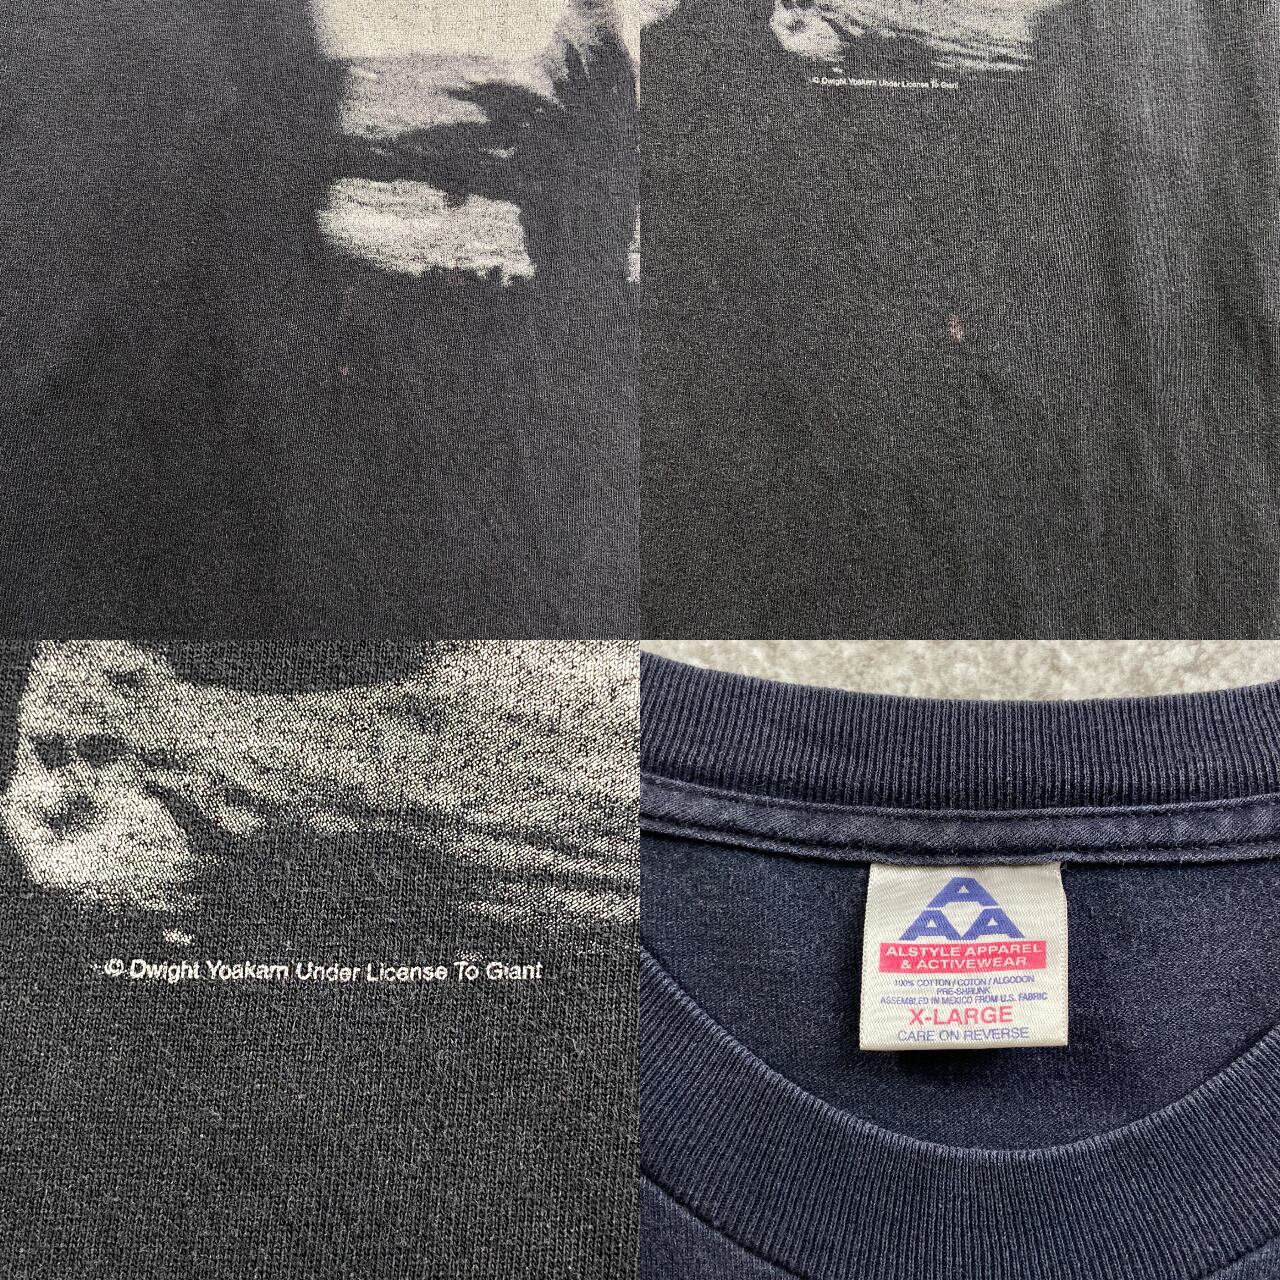 © Dwight Yoakam Under License To Giant
© Dwight Yoakam Under License To Giant
A
AAA
ALSTYLE APPAREL
& ACTIVEWEAR
100% COTTON / COTON / ALGODON
PRE-SHRUNK
ASSEMBLED IN MEXICO FROM U.S. FABRIC
X-LARGE
CARE ON REVERSE